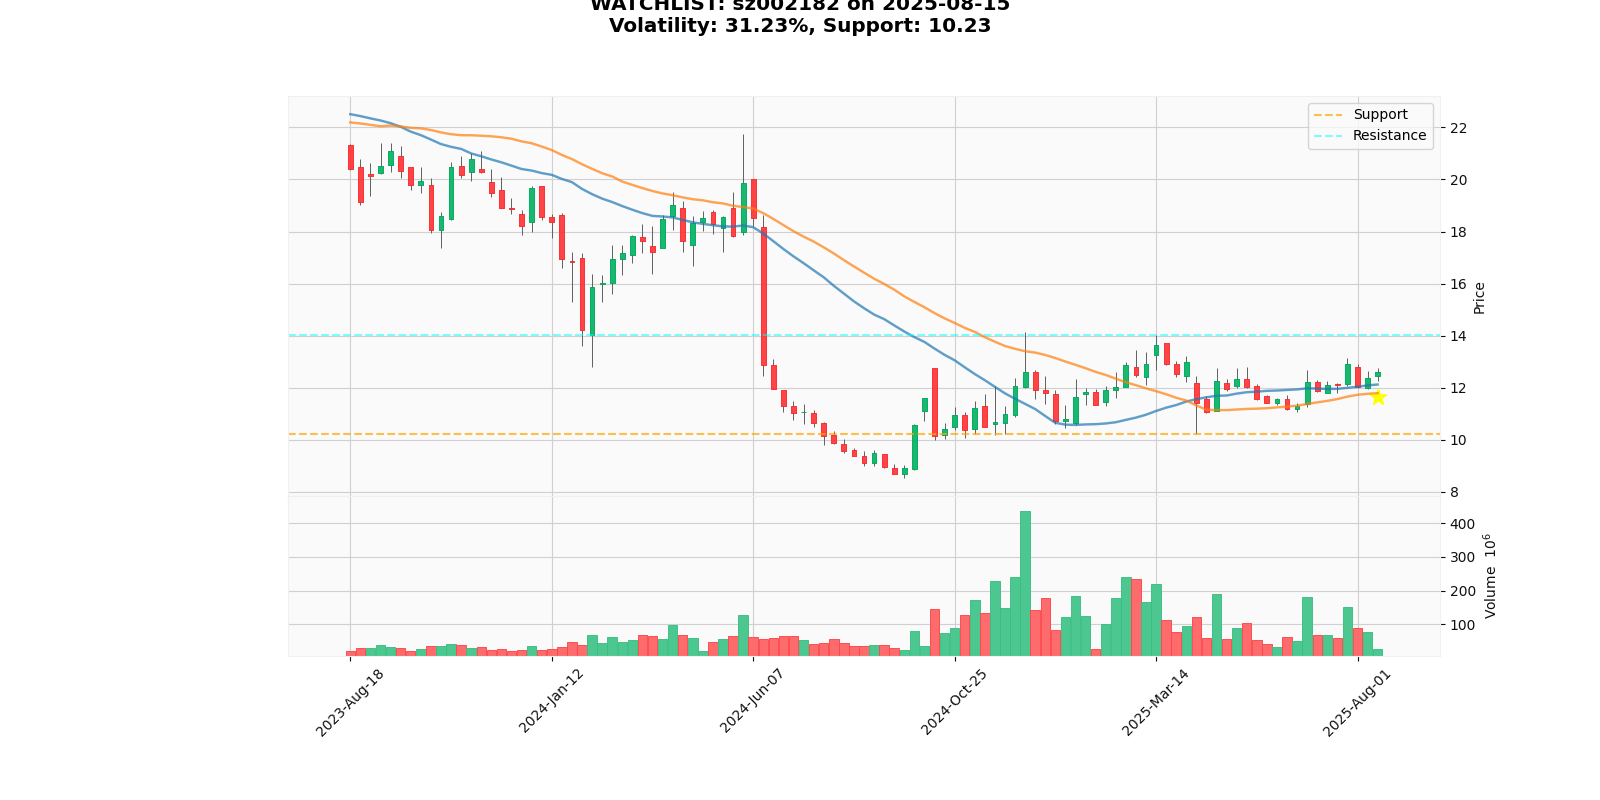 WATCHLIST: sz002182 on 2025-08-15
Volatility: 31.23%, Support: 10.23
Support
Resistance
22
20
18
16
14
12
10
8
Price
400
300
200
100
Volume 10^6
2023-Aug-18
2024-Jan-12
2024-Jun-07
2024-Oct-25
2025-Mar-14
2025-Aug-01